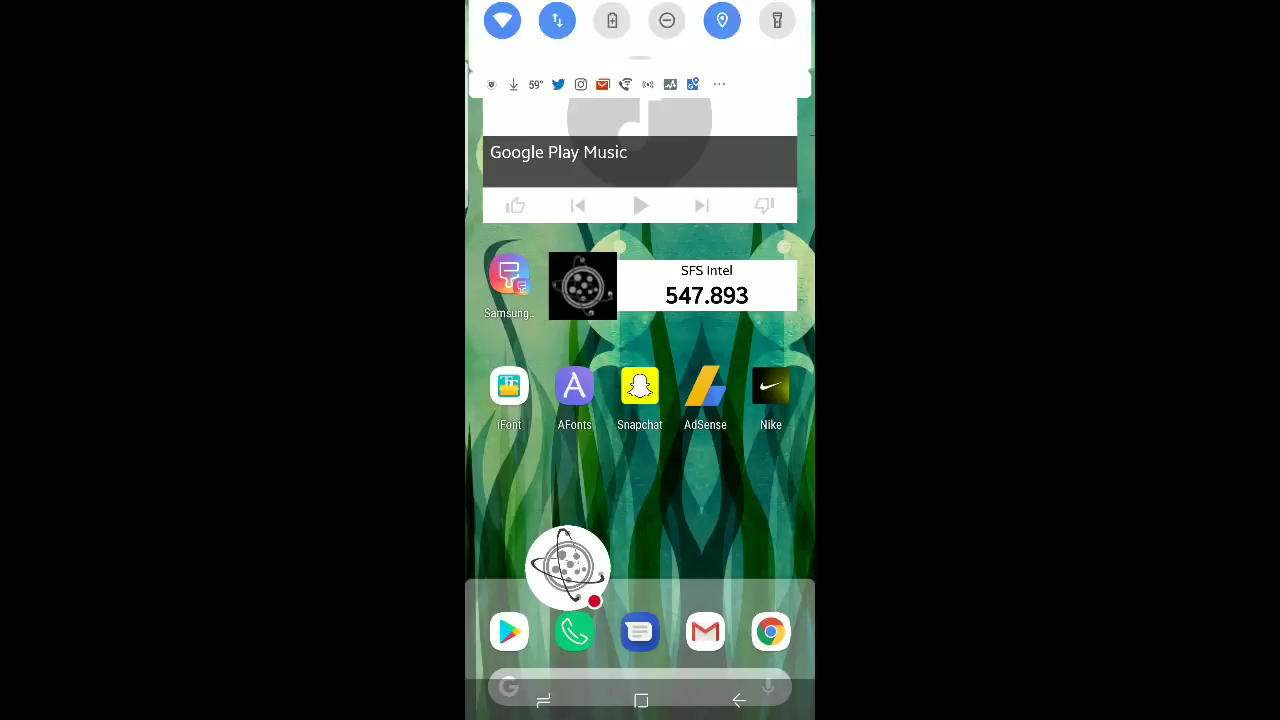 59°
Google Play Music
SFS Intel
547.893
Samsung..
iFont
AFonts
Snapchat
AdSense
Nike